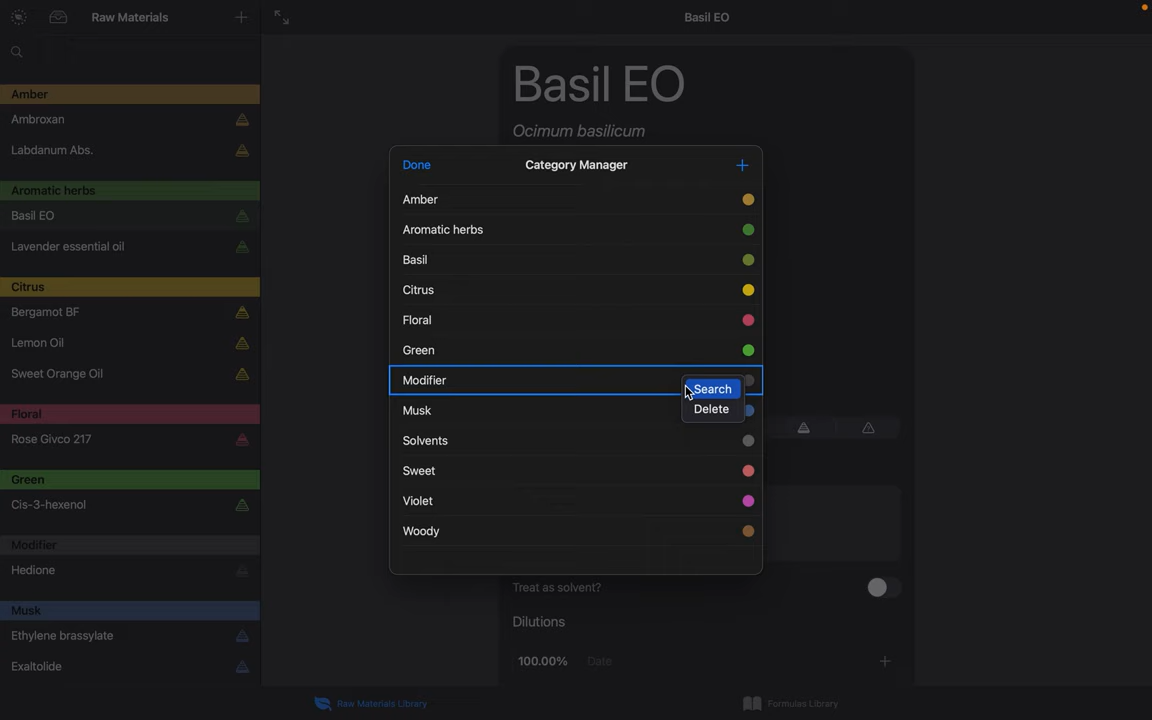 Raw Materials
Basil EO
Amber
Ambroxan
Labdanum Abs.
Aromatic herbs
Basil EO
Lavender essential oil
Citrus
Bergamot BF
Lemon Oil
Sweet Orange Oil
Floral
Rose Givco 217
Green
Cis-3-hexenol
Modifier
Hedione
Musk
Ethylene brassylate
Exaltolide
Basil EO
Ocimum basilicum
Done
Category Manager
Amber
Aromatic herbs
Basil
Citrus
Floral
Green
Modifier
Search
Delete
Musk
Solvents
Sweet
Violet
Woody
Treat as solvent?
Dilutions
100.00% Date
Raw Materials Library
Formulas Library